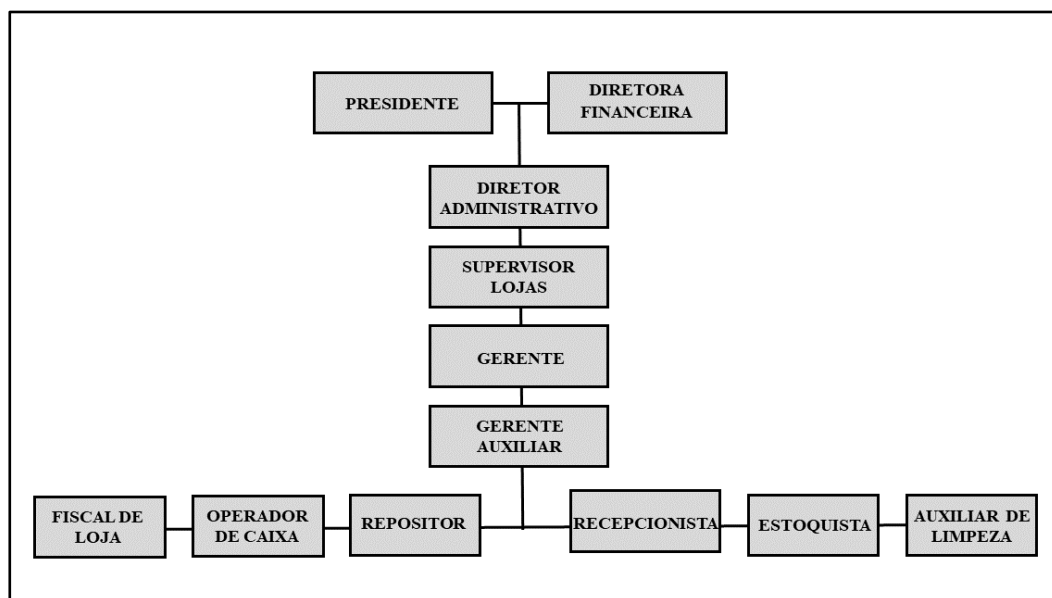 PRESIDENTE
DIRETORA
FINANCEIRA
DIRETOR
ADMINISTRATIVO
SUPERVISOR
LOJAS
GERENTE
GERENTE
AUXILIAR
FISCAL DE
LOJA
OPERADOR
DE CAIXA
REPOSITOR
RECEPCIONISTA
ESTOQUISTA
AUXILIAR DE
LIMPEZA